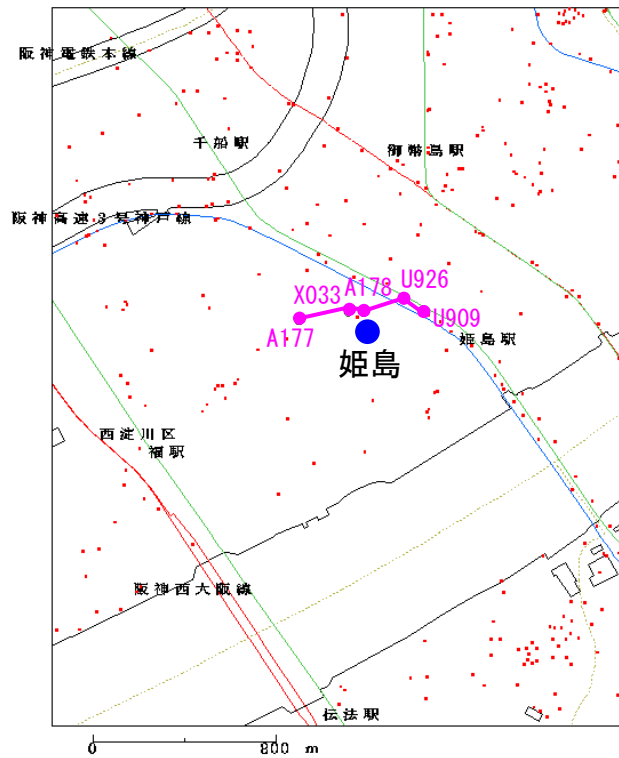 阪神電鉄本線
千船駅
御幣島駅
阪神高速3号神戸線
U926
A178
X033
U909
A177
姫島駅
姫島
西淀川区
福駅
阪神西大阪線
伝法駅
0 800 m